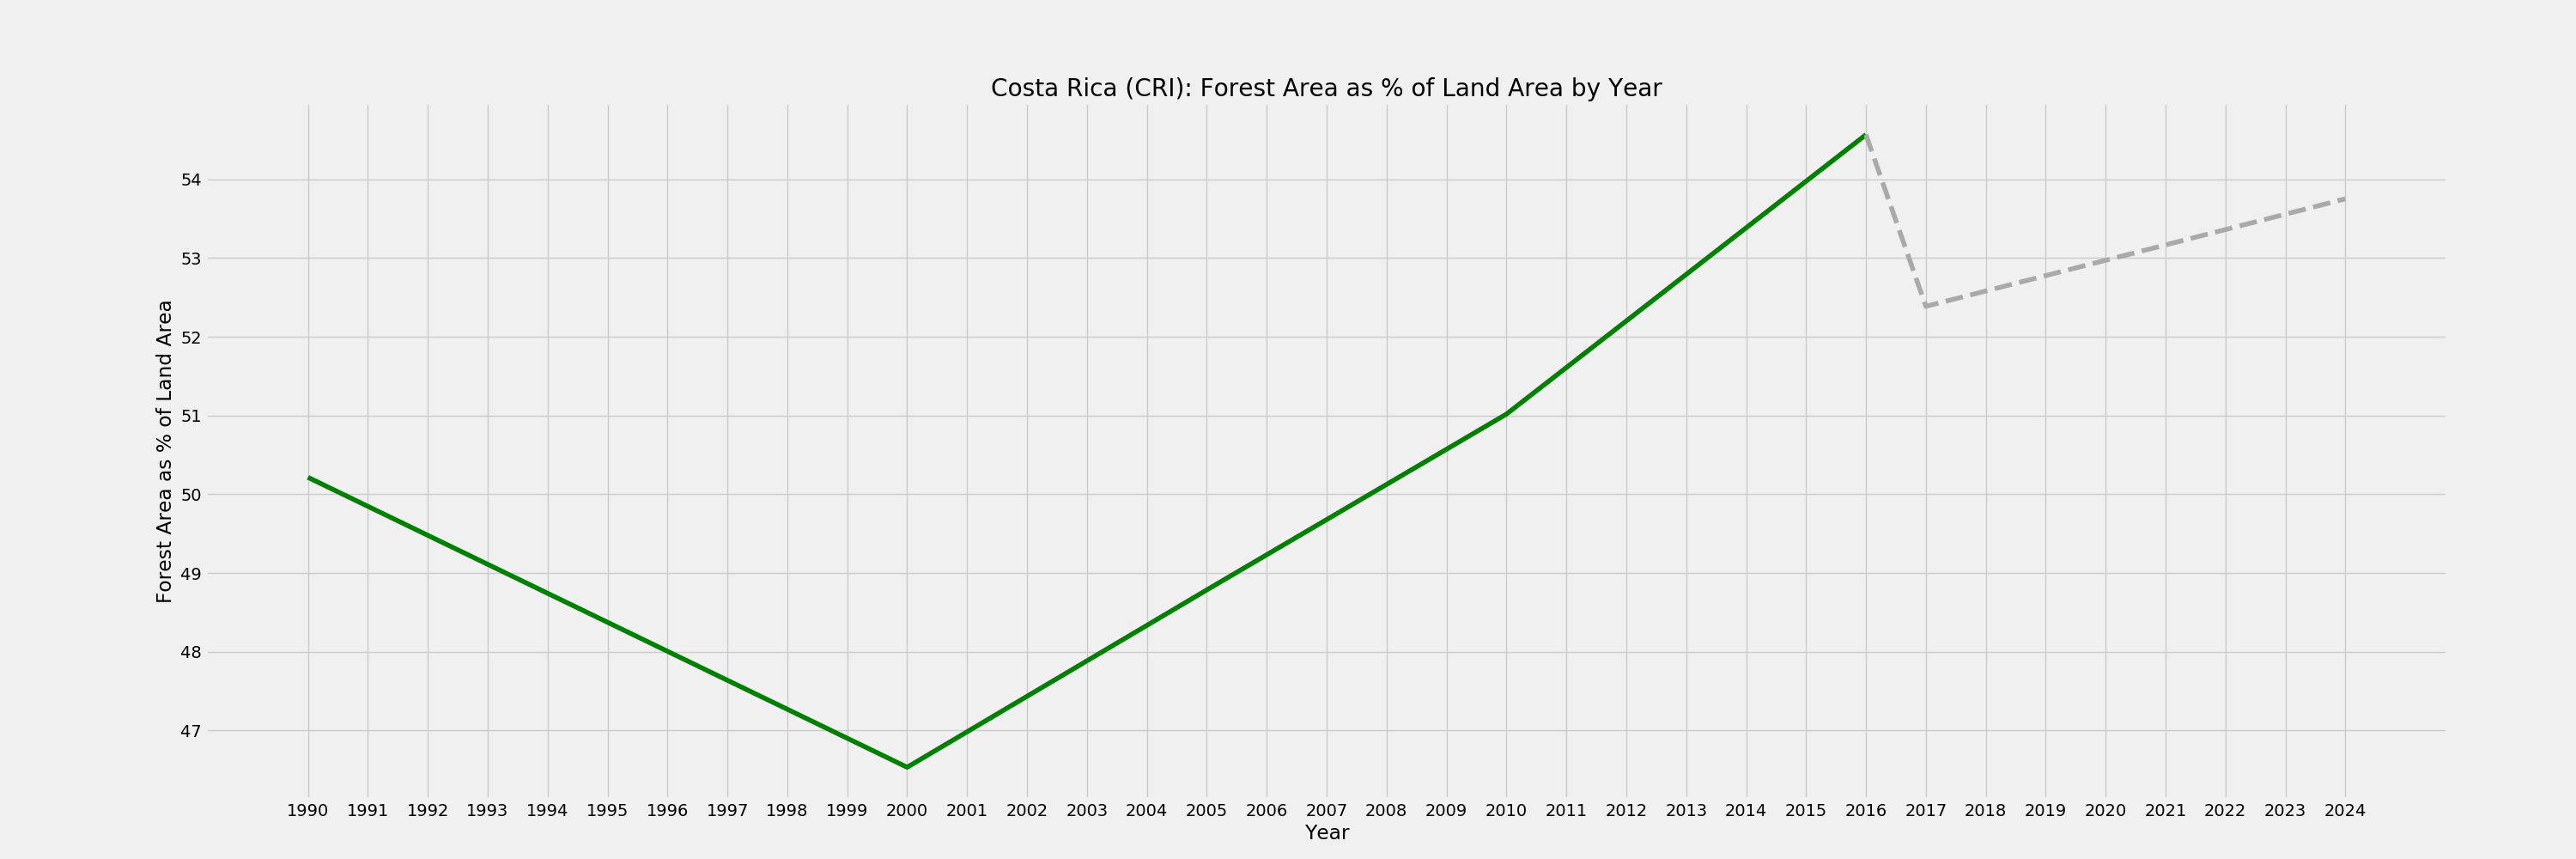 Costa Rica (CRI): Forest Area as % of Land Area by Year
Forest Area as % of Land Area
54
53
52
51
50
49
48
47
1990 1991 1992 1993 1994 1995 1996 1997 1998 1999 2000 2001 2002 2003 2004 2005 2006 2007 2008 2009 2010 2011 2012 2013 2014 2015 2016 2017 2018 2019 2020 2021 2022 2023 2024
Year